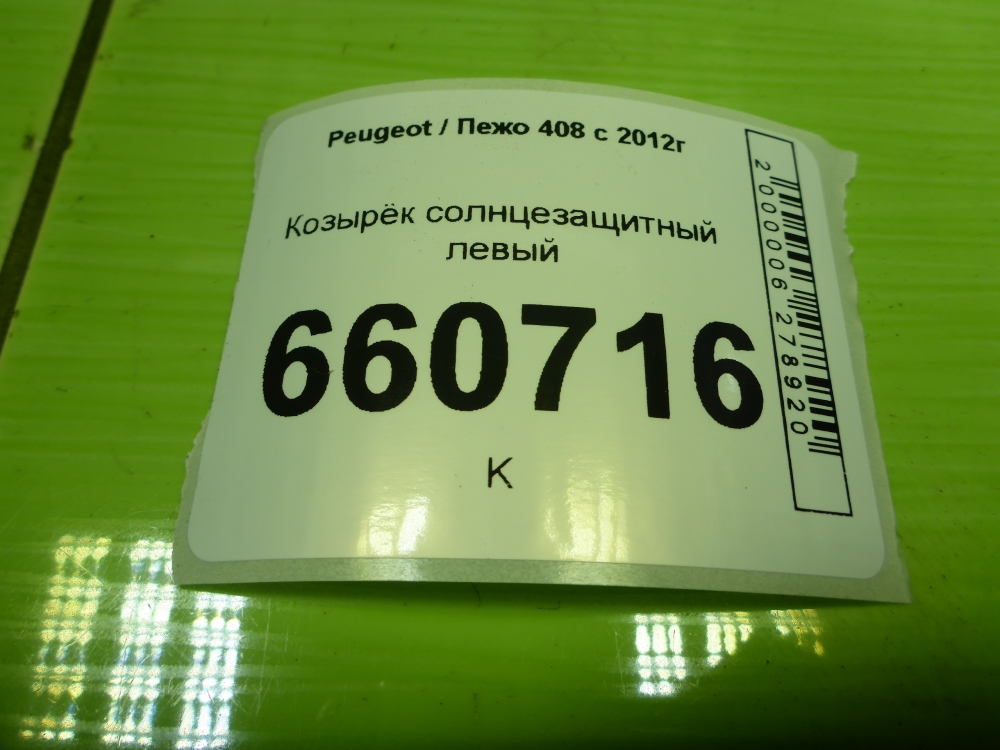 Peugeot / Пежо 408 с 2012г
Козырёк солнцезащитный
левый
660716
К
2000006278920